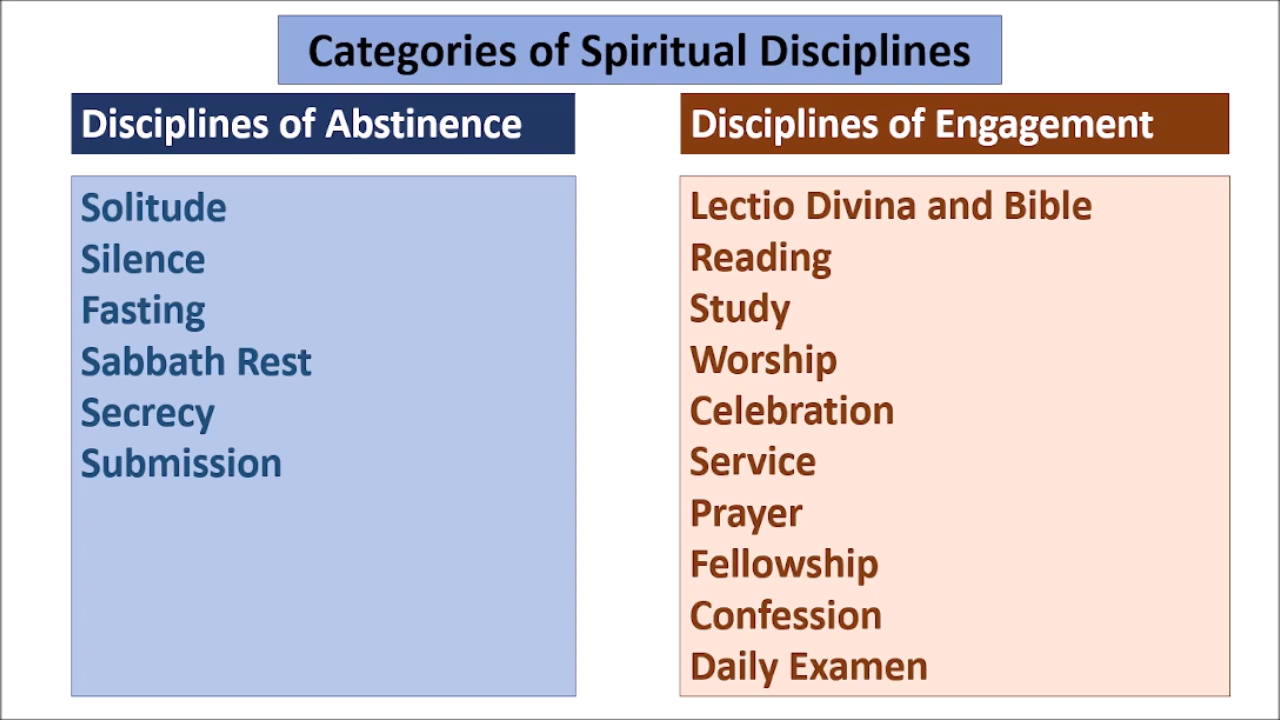 Categories of Spiritual Disciplines
Disciplines of Abstinence
Solitude
Silence
Fasting
Sabbath Rest
Secrecy
Submission
Disciplines of Engagement
Lectio Divina and Bible
Reading
Study
Worship
Celebration
Service
Prayer
Fellowship
Confession
Daily Examen